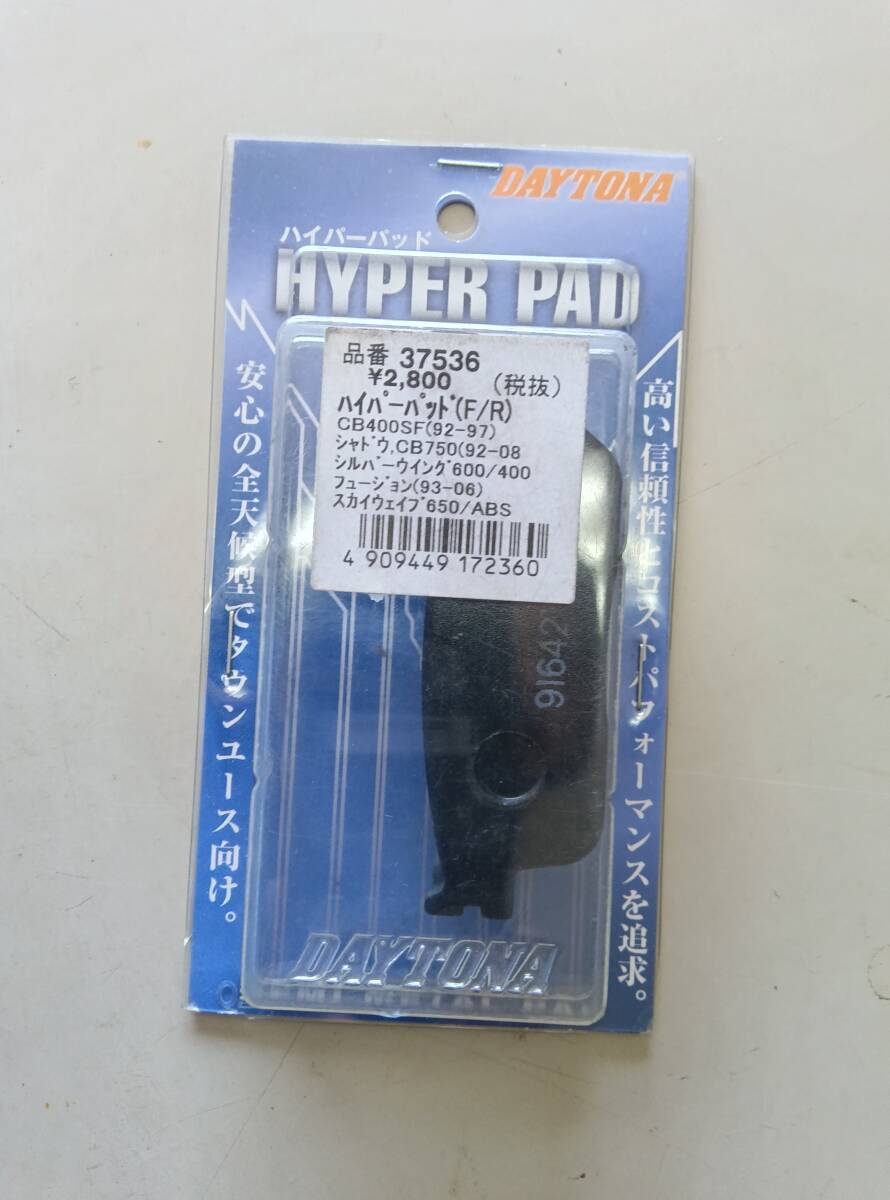 DAYTONA
ハイパーパッド
HYPER PAD
品番 37536
¥2,800 (税抜)
ﾊｲﾊﾟｰﾊﾟｯﾄﾞ(F/R)
CB400SF(92-97)
ｼｬﾄﾞｳ,CB750(92-08
ｼﾙﾊﾞｰｳｲﾝｸﾞ600/400
ﾌｭｰｼﾞｮﾝ(93-06)
ｽｶｲｳｪｲﾌﾞ650/ABS
4 909449 172360
高い信頼性とコストパフォーマンスを追求。
安心の全天候型でタウンユース向け。
91642
DAYTONA